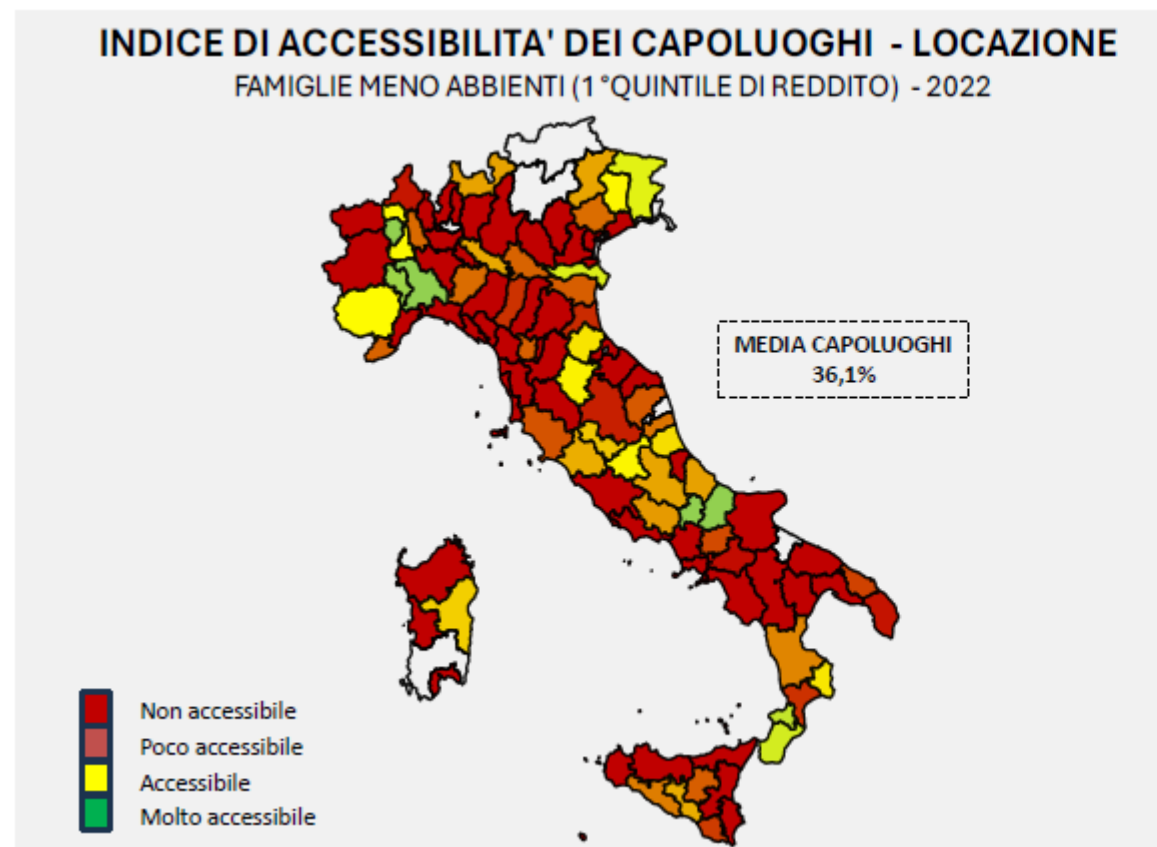 INDICE DI ACCESSIBILITA' DEI CAPOLUOGHI - LOCAZIONE
FAMIGLIE MENO ABBIENTI (1°QUINTILE DI REDDITO) - 2022
MEDIA CAPOLUOGHI
36,1%
Non accessibile
Poco accessibile
Accessibile
Molto accessibile